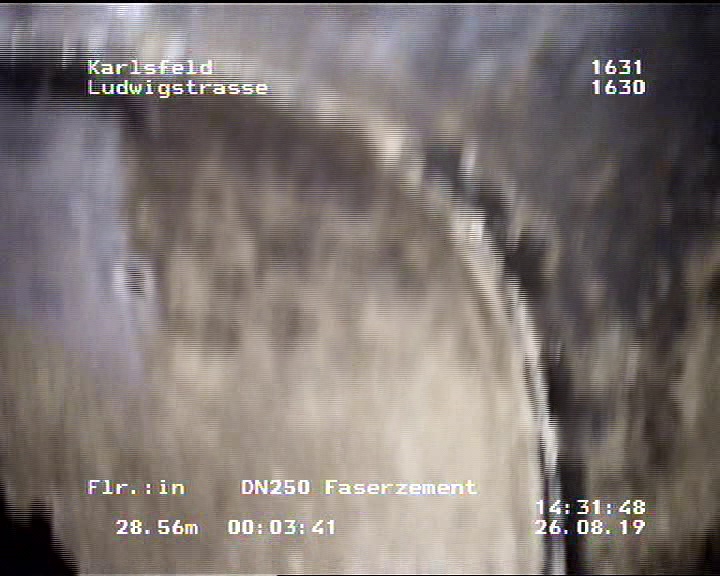 Karlsfeld 1631
Ludwigstrasse 1630
Flr.:in DN250 Faserzement
14:31:48
28.56m 00:03:41 26.08.19